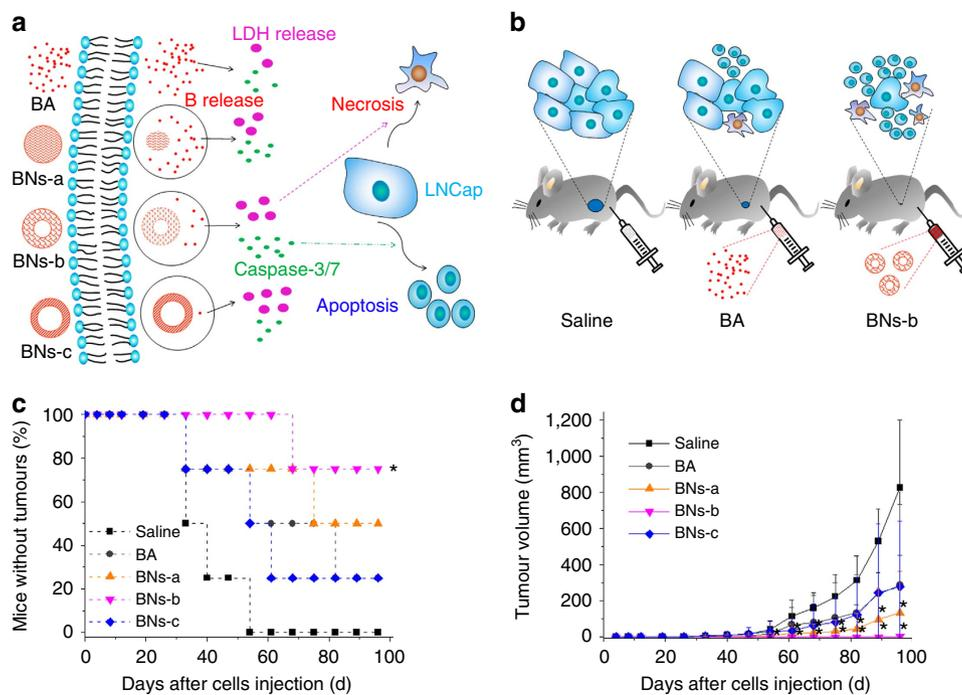 a
LDH release
BA
B release
Necrosis
BNs-a
LNCap
BNs-b
Caspase-3/7
Apoptosis
BNs-c
b
Saline
BA
BNs-b
c
Mice without tumours (%)
100
80
60
40
20
0
Saline
BA
BNs-a
BNs-b
BNs-c
*
0 20 40 60 80 100
Days after cells injection (d)
d
Tumour volume (mm³)
1,200
1,000
800
600
400
200
0
Saline
BA
BNs-a
BNs-b
BNs-c
0 20 40 60 80 100
Days after cells injection (d)